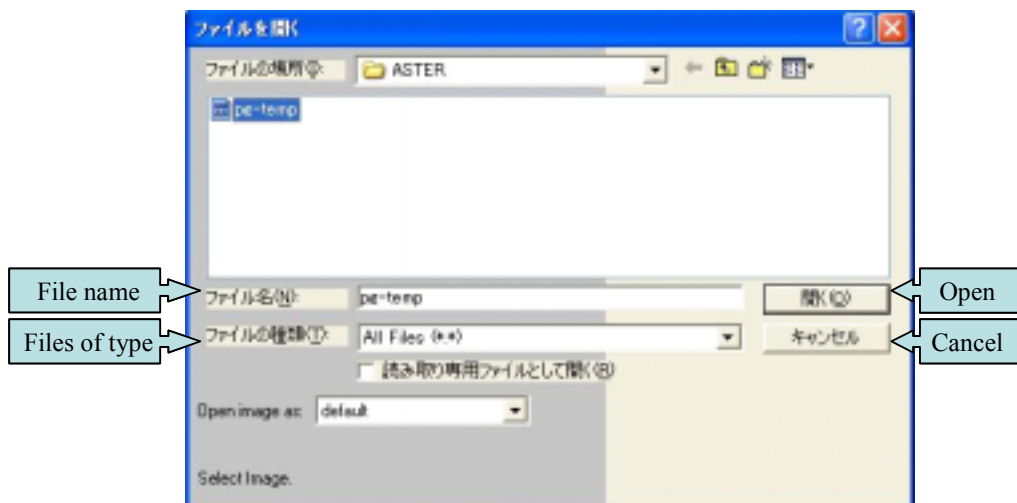 ファイルを開く
ファイルの場所(I): ASTER
pg-temp
File name
ファイル名(N): pg-temp 開く(O)
Open
Files of type
ファイルの種類(T): All Files (*.*) キャンセル
Cancel
読み取り専用ファイルとして開く(R)
Open image as: default
Select Image.